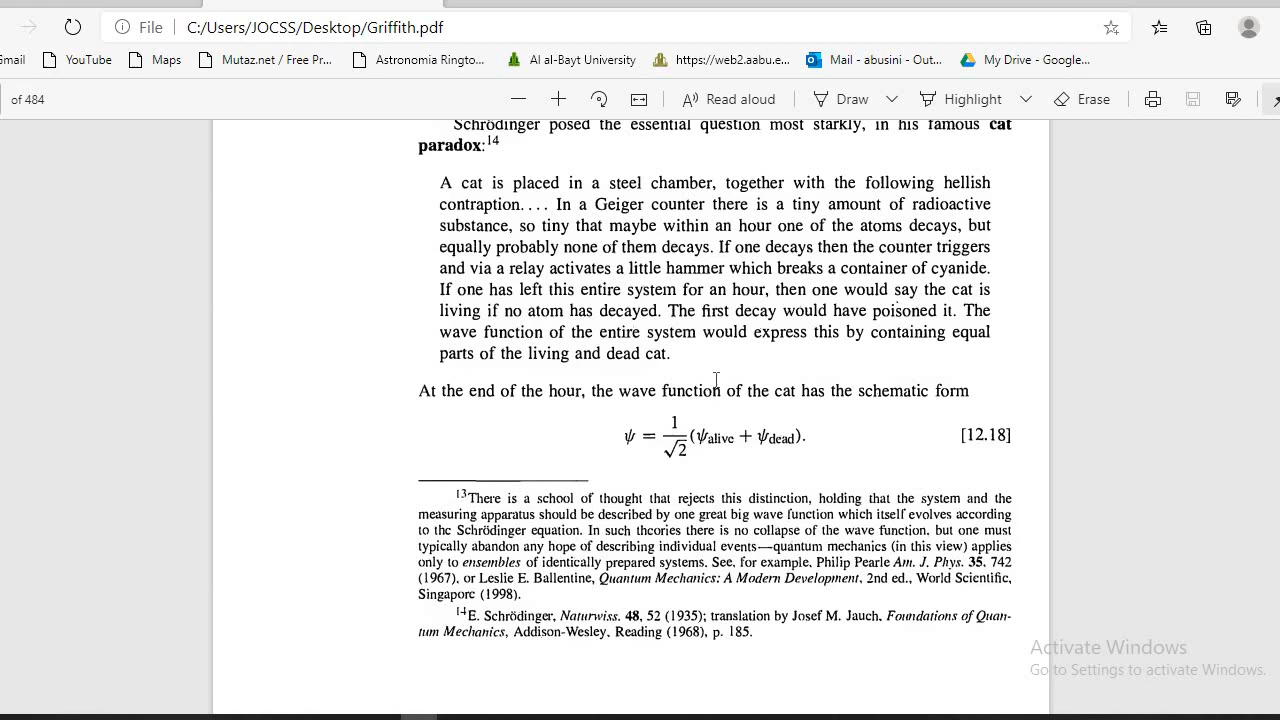 File C:/Users/JOCSS/Desktop/Griffith.pdf
Gmail YouTube Maps Mutaz.nb / Free Pr... Astronomia Ringto... Al al-Bayt University https://web2.aabu.e... Mail - abusini - Out... My Drive - Google...
of 484 Read aloud Draw Highlight Erase
Schrödinger posed the essential question most starkly, in his famous cat
paradox:14
A cat is placed in a steel chamber, together with the following hellish
contraption.... In a Geiger counter there is a tiny amount of radioactive
substance, so tiny that maybe within an hour one of the atoms decays, but
equally probably none of them decays. If one decays then the counter triggers
and via a relay activates a little hammer which breaks a container of cyanide.
If one has left this entire system for an hour, then one would say the cat is
living if no atom has decayed. The first decay would have poisoned it. The
wave function of the entire system would express this by containing equal
parts of the living and dead cat.
At the end of the hour, the wave function of the cat has the schematic form
ψ = 1/√2 (ψalive + ψdead). [12.18]
13There is a school of thought that rejects this distinction, holding that the system and the
measuring apparatus should be described by one great big wave function which itself evolves according
to the Schrödinger equation. In such theories there is no collapse of the wave function, but one must
typically abandon any hope of describing individual events—quantum mechanics (in this view) applies
only to ensembles of identically prepared systems. See, for example, Philip Pearle Am. J. Phys. 35, 742
(1967), or Leslie E. Ballentine, Quantum Mechanics: A Modern Development, 2nd ed., World Scientific,
Singapore (1998).
14E. Schrödinger, Naturwiss. 48, 52 (1935); translation by Josef M. Jauch, Foundations of Quan-
tum Mechanics, Addison-Wesley, Reading (1968), p. 185.
Activate Windows
Go to Settings to activate Windows.